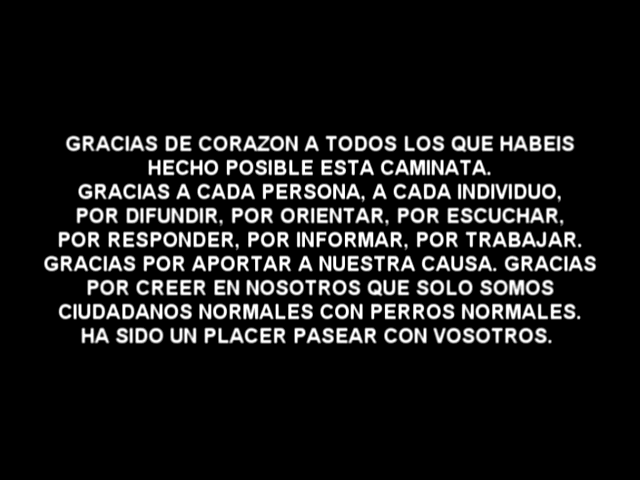 GRACIAS DE CORAZON A TODOS LOS QUE HABEIS
HECHO POSIBLE ESTA CAMINATA.
GRACIAS A CADA PERSONA, A CADA INDIVIDUO,
POR DIFUNDIR, POR ORIENTAR, POR ESCUCHAR,
POR RESPONDER, POR INFORMAR, POR TRABAJAR.
GRACIAS POR APORTAR A NUESTRA CAUSA. GRACIAS
POR CREER EN NOSOTROS QUE SOLO SOMOS
CIUDADANOS NORMALES CON PERROS NORMALES.
HA SIDO UN PLACER PASEAR CON VOSOTROS.